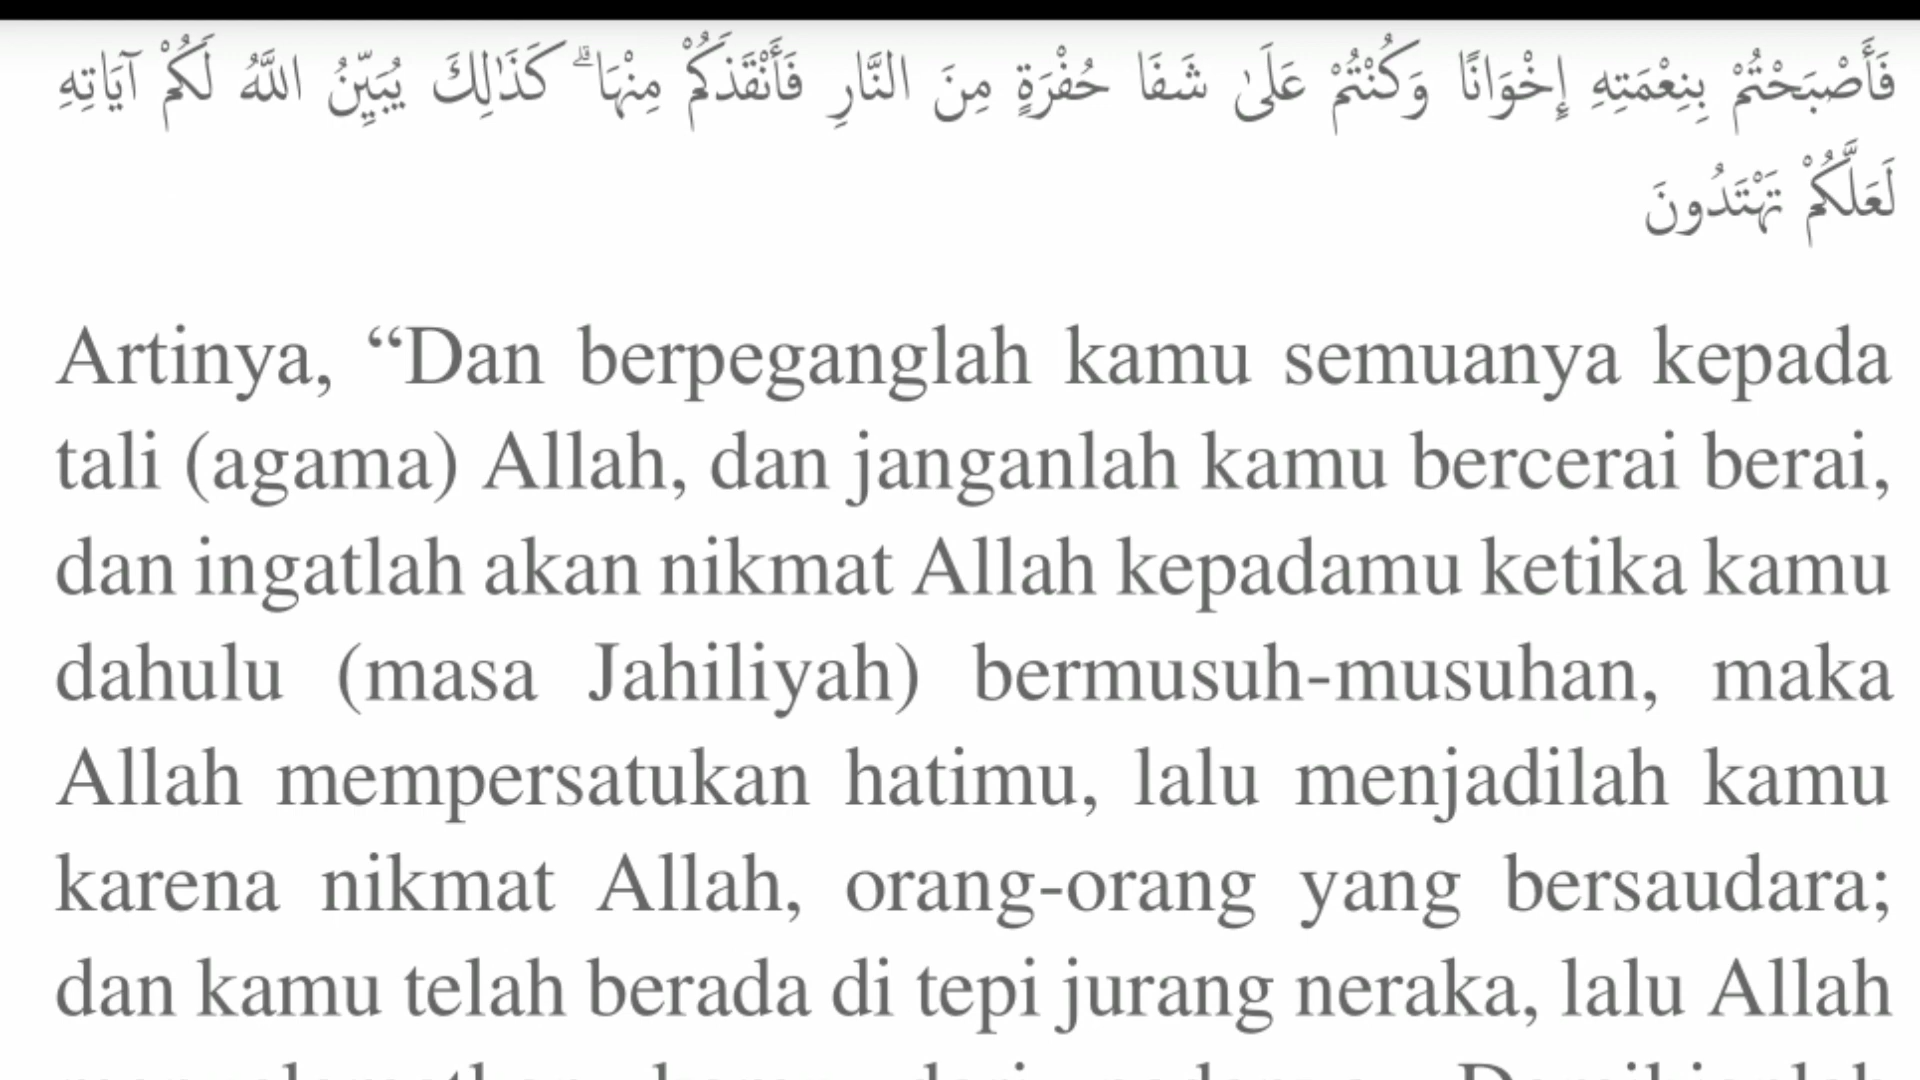 فَأَصْبَحْتُمْ بِنِعْمَتِهِ إِخْوَانًا وَكُنْتُمْ عَلَىٰ شَفَا حُفْرَةٍ مِنَ النَّارِ فَأَنْقَذَكُمْ مِنْهَا ۗ كَذَٰلِكَ يُبَيِّنُ اللَّهُ لَكُمْ آيَاتِهِ
لَعَلَّكُمْ تَهْتَدُونَ
Artinya, “Dan berpeganglah kamu semuanya kepada
tali (agama) Allah, dan janganlah kamu bercerai berai,
dan ingatlah akan nikmat Allah kepadamu ketika kamu
dahulu (masa Jahiliyah) bermusuh-musuhan, maka
Allah mempersatukan hatimu, lalu menjadilah kamu
karena nikmat Allah, orang-orang yang bersaudara;
dan kamu telah berada di tepi jurang neraka, lalu Allah